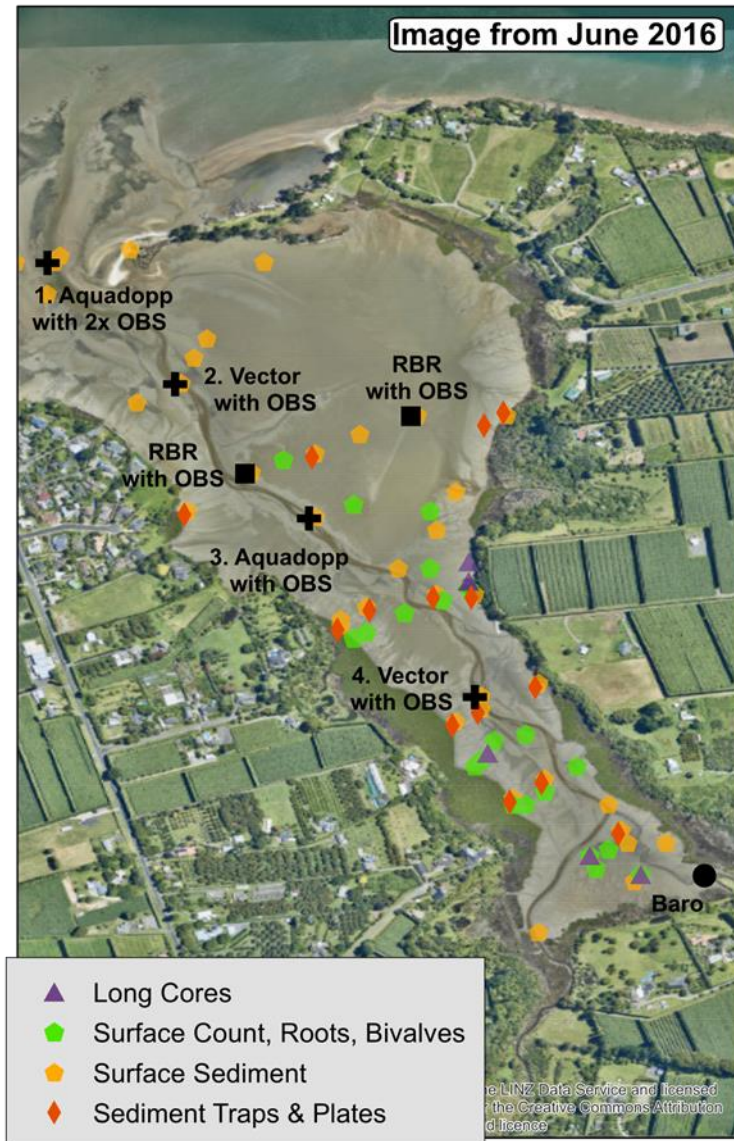 Image from June 2016
1. Aquadopp
with 2x OBS
2. Vector
with OBS
RBR
with OBS
RBR
with OBS
3. Aquadopp
with OBS
4. Vector
with OBS
Baro
Long Cores
Surface Count, Roots, Bivalves
Surface Sediment
Sediment Traps & Plates
LINZ Data Service and licensed
the Creative Commons Attribution
licence